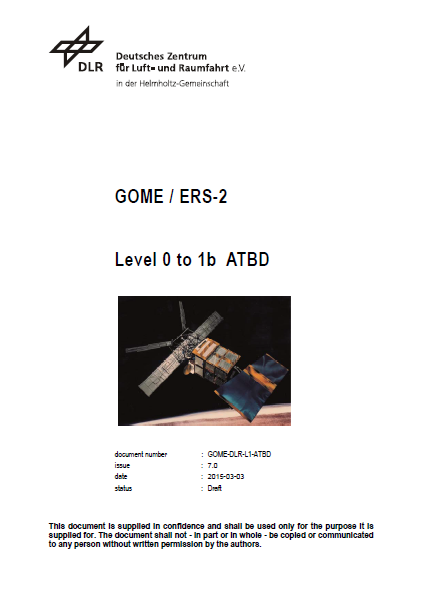 DLR
Deutsches Zentrum
für Luft- und Raumfahrt e.V.
in der Helmholtz-Gemeinschaft
GOME / ERS-2
Level 0 to 1b ATBD
document number : GOME-DLR-L1-ATBD
issue : 7.0
date : 2015-03-03
status : Draft
This document is supplied in confidence and shall be used only for the purpose it is
supplied for. The document shall not - in part or in whole - be copied or communicated
to any person without written permission by the authors.